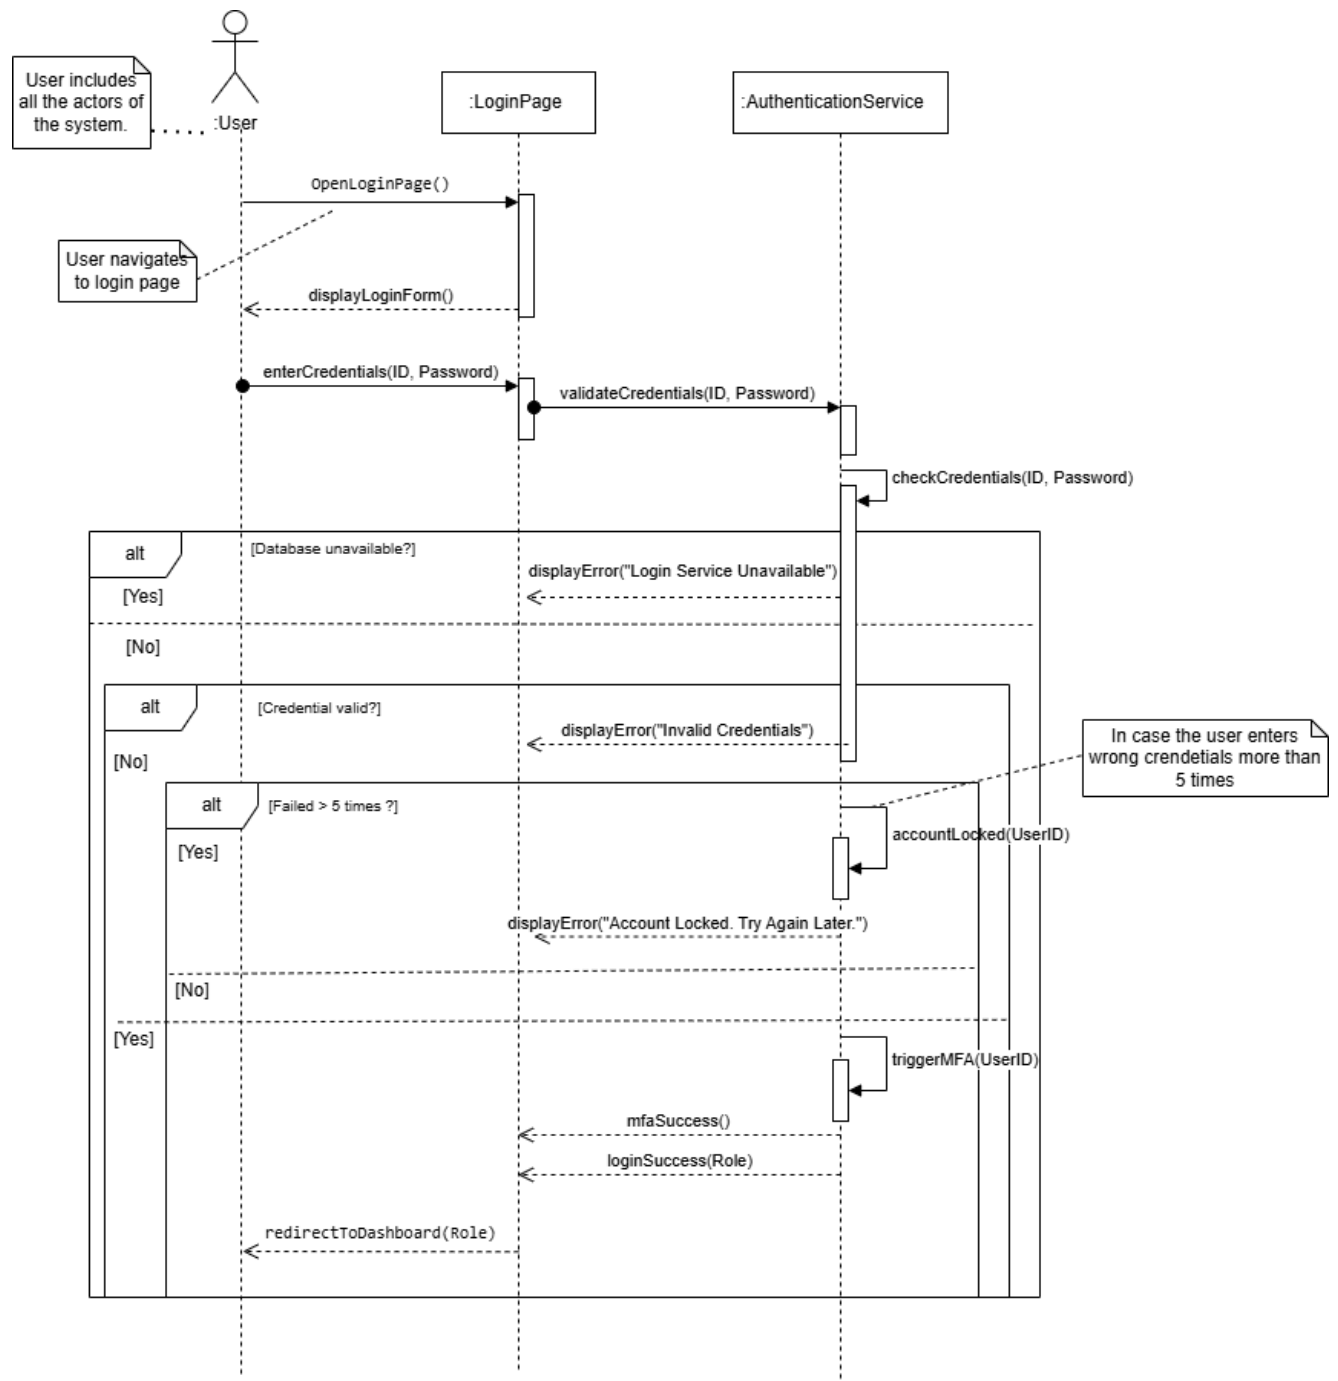 User includes
all the actors of
the system.
:User
:LoginPage
:AuthenticationService
OpenLoginPage()
User navigates
to login page
displayLoginForm()
enterCredentials(ID, Password)
validateCredentials(ID, Password)
checkCredentials(ID, Password)
alt
[Database unavailable?]
displayError("Login Service Unavailable")
[Yes]
[No]
alt
[Credential valid?]
displayError("Invalid Credentials")
In case the user enters
wrong crendetials more than
5 times
[No]
alt
[Failed > 5 times ?]
accountLocked(UserID)
[Yes]
displayError("Account Locked. Try Again Later.")
[No]
[Yes]
triggerMFA(UserID)
mfaSuccess()
loginSuccess(Role)
redirectToDashboard(Role)